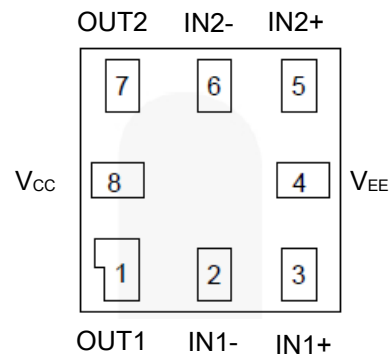 OUT2 IN2- IN2+
7 6 5
VCC 8 4 VEE
1 2 3
OUT1 IN1- IN1+